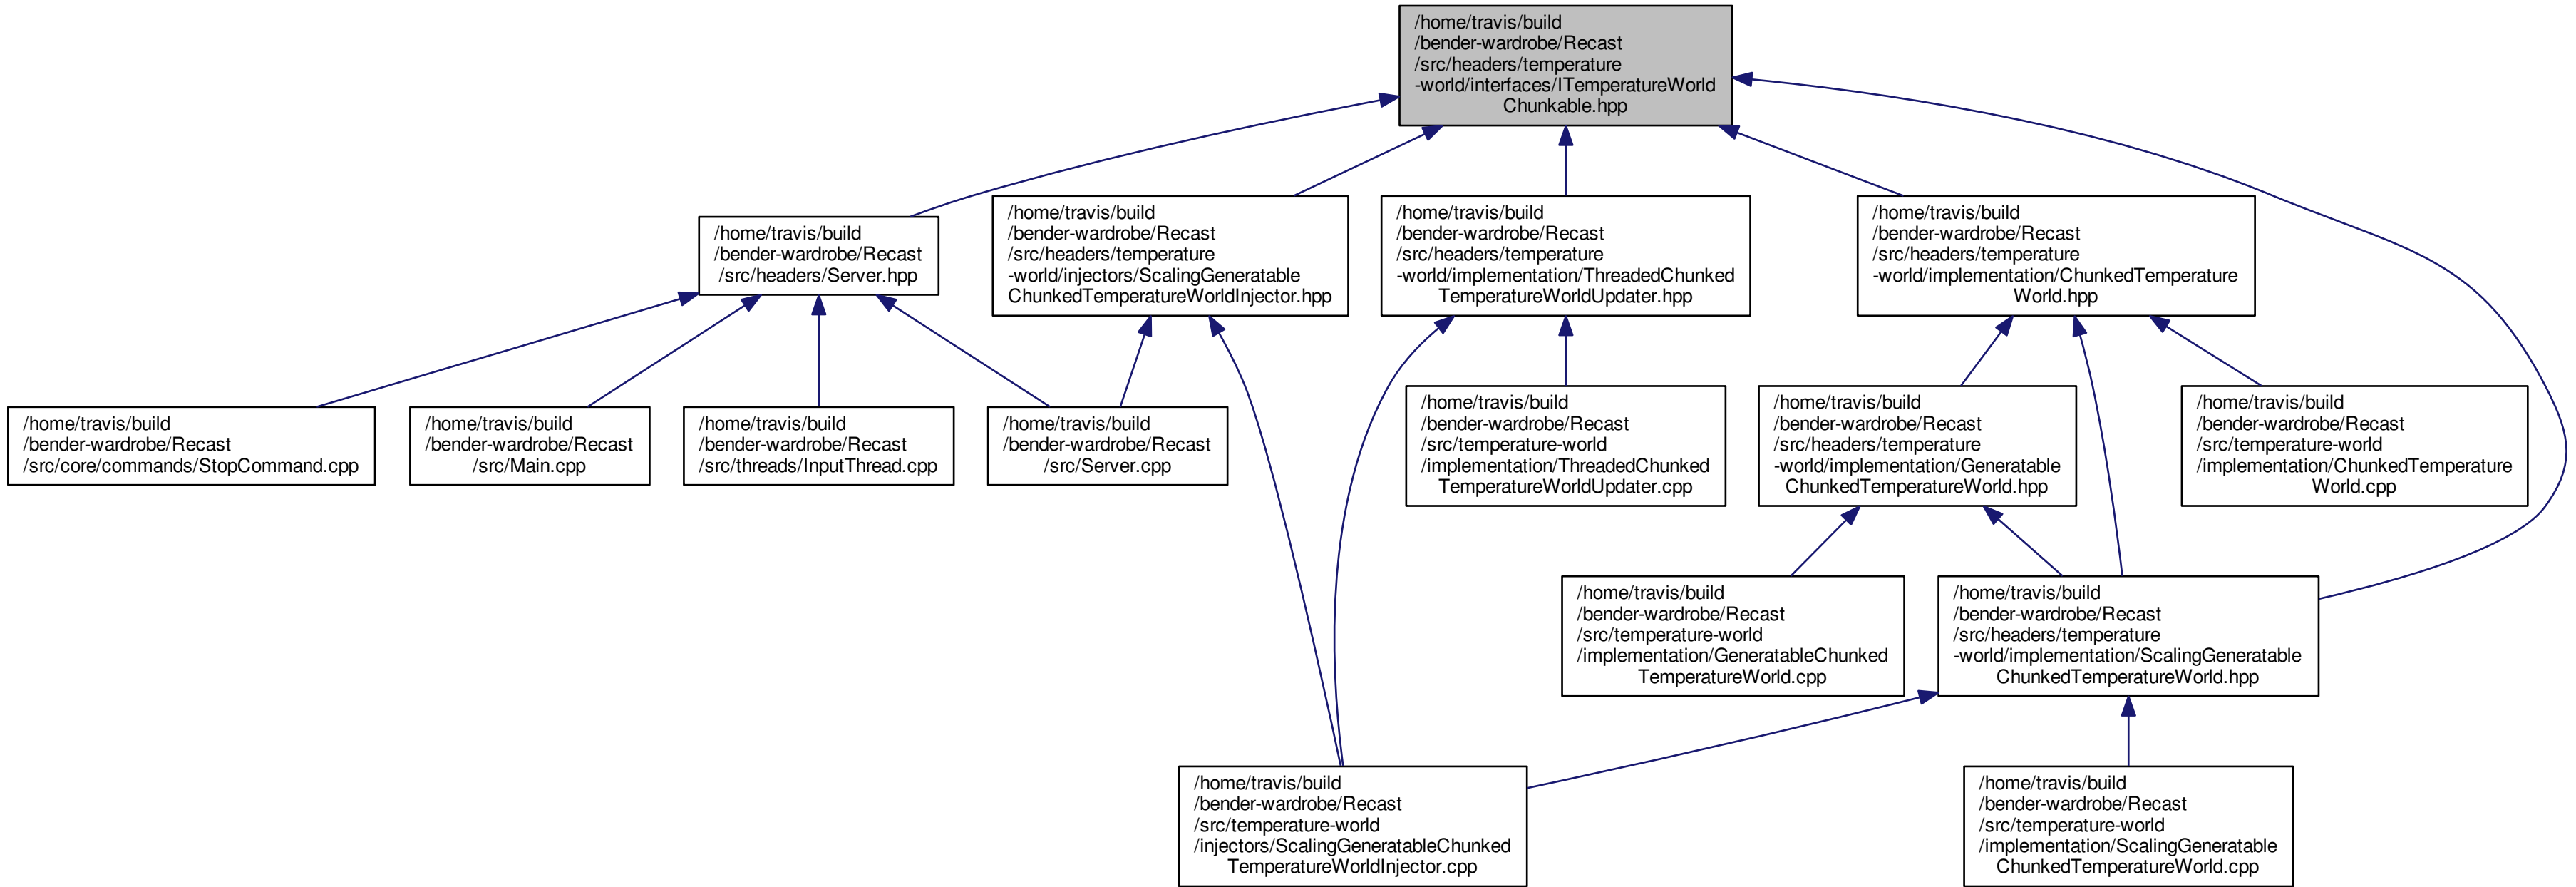 /home/travis/build
/bender-wardrobe/Recast
/src/headers/temperature
-world/interfaces/ITemperatureWorld
Chunkable.hpp
/home/travis/build
/bender-wardrobe/Recast
/src/headers/Server.hpp
/home/travis/build
/bender-wardrobe/Recast
/src/headers/temperature
-world/injectors/ScalingGeneratable
ChunkedTemperatureWorldInjector.hpp
/home/travis/build
/bender-wardrobe/Recast
/src/headers/temperature
-world/implementation/ThreadedChunked
TemperatureWorldUpdater.hpp
/home/travis/build
/bender-wardrobe/Recast
/src/headers/temperature
-world/implementation/ChunkedTemperature
World.hpp
/home/travis/build
/bender-wardrobe/Recast
/src/core/commands/StopCommand.cpp
/home/travis/build
/bender-wardrobe/Recast
/src/Main.cpp
/home/travis/build
/bender-wardrobe/Recast
/src/threads/InputThread.cpp
/home/travis/build
/bender-wardrobe/Recast
/src/Server.cpp
/home/travis/build
/bender-wardrobe/Recast
/src/temperature-world
/implementation/ThreadedChunked
TemperatureWorldUpdater.cpp
/home/travis/build
/bender-wardrobe/Recast
/src/headers/temperature
-world/implementation/Generatable
ChunkedTemperatureWorld.hpp
/home/travis/build
/bender-wardrobe/Recast
/src/temperature-world
/implementation/ChunkedTemperature
World.cpp
/home/travis/build
/bender-wardrobe/Recast
/src/temperature-world
/implementation/GeneratableChunked
TemperatureWorld.cpp
/home/travis/build
/bender-wardrobe/Recast
/src/headers/temperature
-world/implementation/ScalingGeneratable
ChunkedTemperatureWorld.hpp
/home/travis/build
/bender-wardrobe/Recast
/src/temperature-world
/injectors/ScalingGeneratableChunked
TemperatureWorldInjector.cpp
/home/travis/build
/bender-wardrobe/Recast
/src/temperature-world
/implementation/ScalingGeneratable
ChunkedTemperatureWorld.cpp